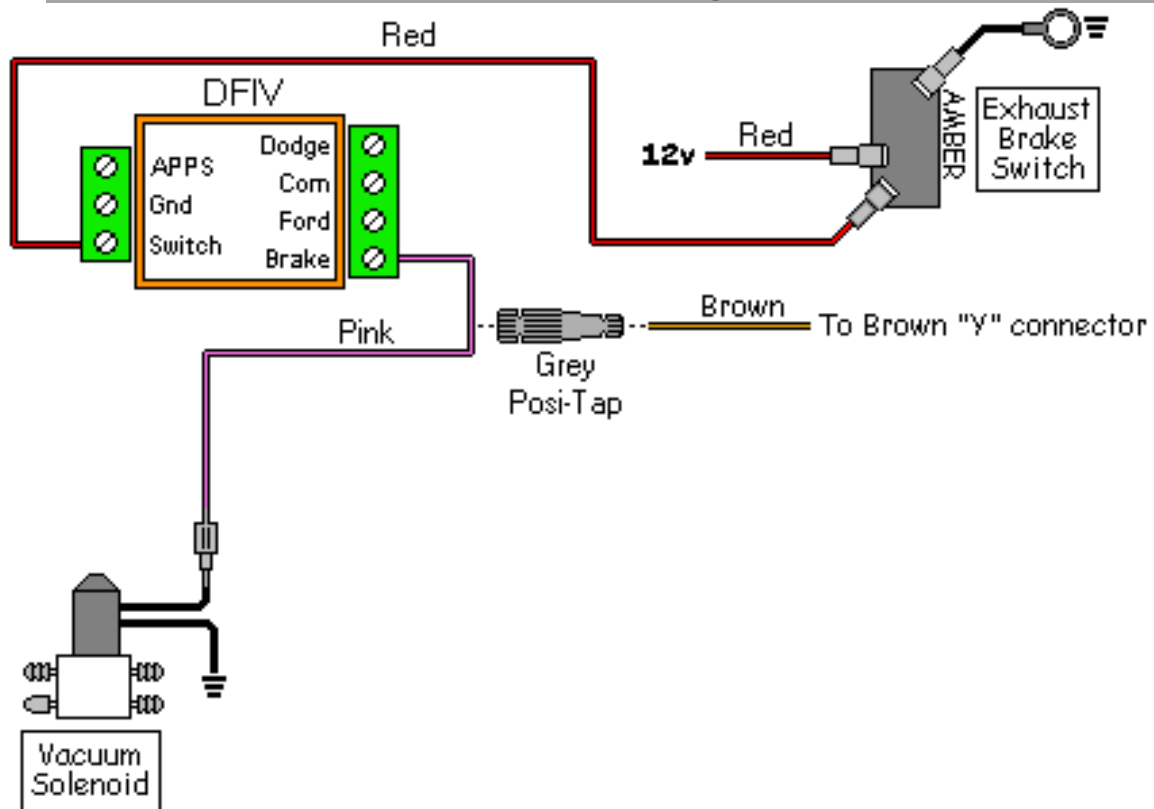 Red
DFIV
APPS
Gnd
Switch
Dodge
Com
Ford
Brake
12v
Red
AMBER
Exhaust
Brake
Switch
Pink
Grey
Posi-Tap
Brown
To Brown "Y" connector
Vacuum
Solenoid